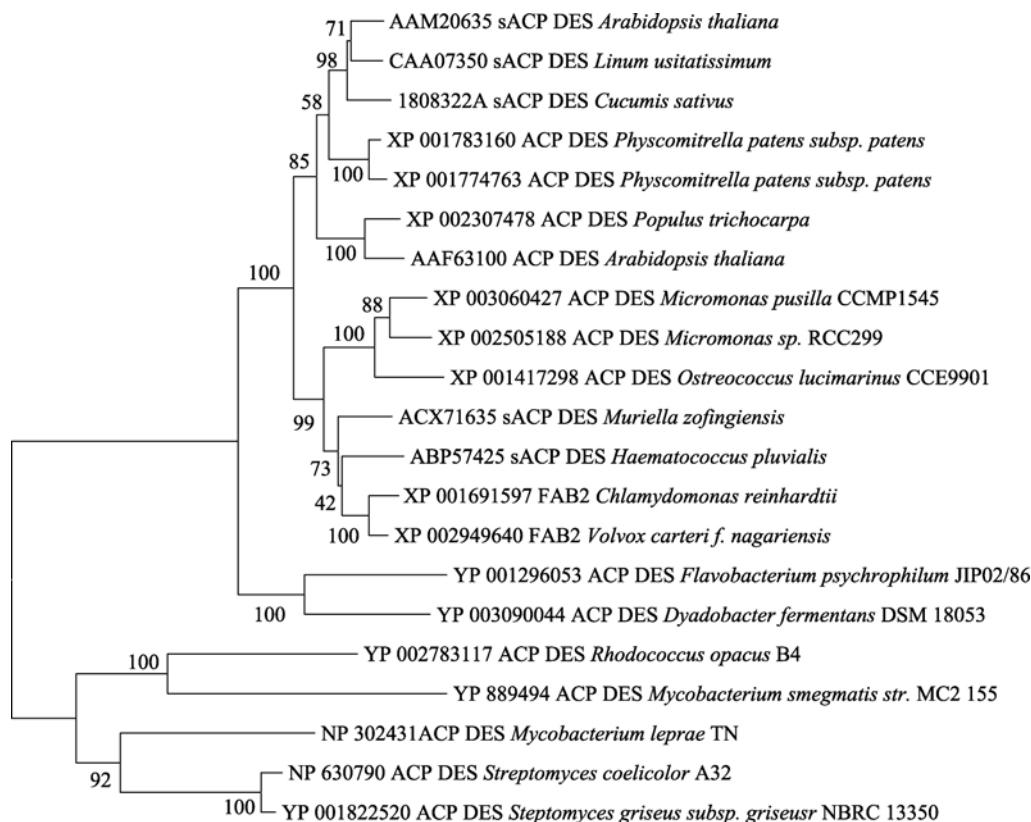 AAM20635 sACP DES Arabidopsis thaliana
71
CAA07350 sACP DES Linum usitatissimum
98
1808322A sACP DES Cucumis sativus
58
XP 001783160 ACP DES Physcomitrella patens subsp. patens
100
XP 001774763 ACP DES Physcomitrella patens subsp. patens
85
XP 002307478 ACP DES Populus trichocarpa
100
AAF63100 ACP DES Arabidopsis thaliana
100
XP 003060427 ACP DES Micromonas pusilla CCMP1545
88
XP 002505188 ACP DES Micromonas sp. RCC299
100
XP 001417298 ACP DES Ostreococcus lucimarinus CCE9901
99
ACX71635 sACP DES Muriella zofingiensis
73
ABP57425 sACP DES Haematococcus pluvialis
42
XP 001691597 FAB2 Chlamydomonas reinhardtii
100
XP 002949640 FAB2 Volvox carteri f. nagariensis
YP 001296053 ACP DES Flavobacterium psychrophilum JIP02/86
100
YP 003090044 ACP DES Dyadobacter fermentans DSM 18053
YP 002783117 ACP DES Rhodococcus opacus B4
100
YP 889494 ACP DES Mycobacterium smegmatis str. MC2 155
NP 302431ACP DES Mycobacterium leprae TN
92
NP 630790 ACP DES Streptomyces coelicolor A32
100
YP 001822520 ACP DES Steptomyces griseus subsp. griseusr NBRC 13350